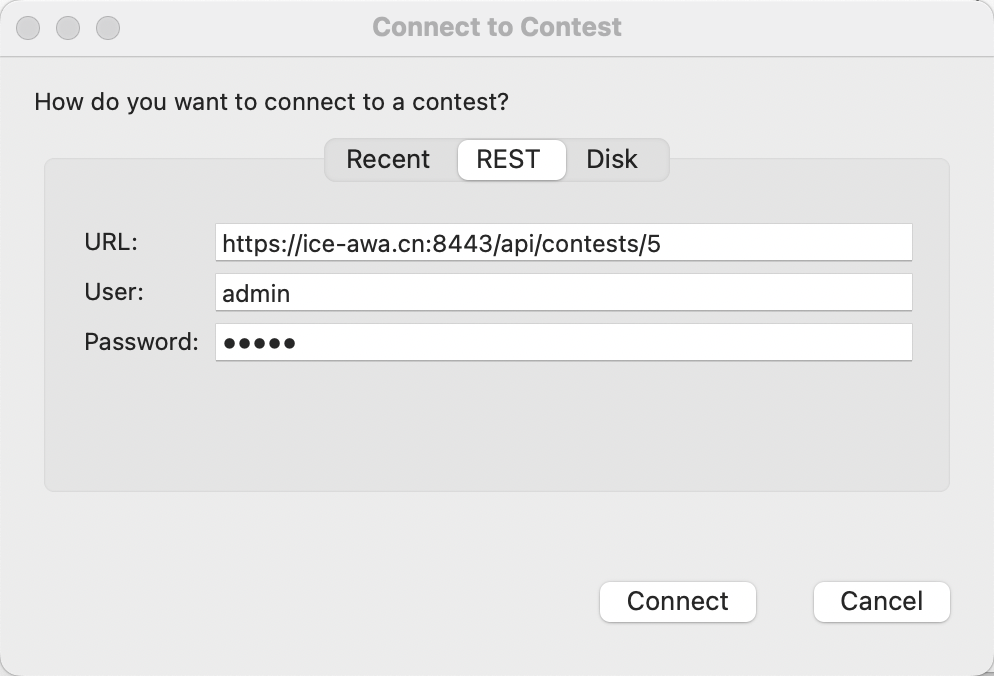 Connect to Contest
How do you want to connect to a contest?
Recent REST Disk
URL: https://ice-awa.cn:8443/api/contests/5
User: admin
Password: •••••
Connect Cancel